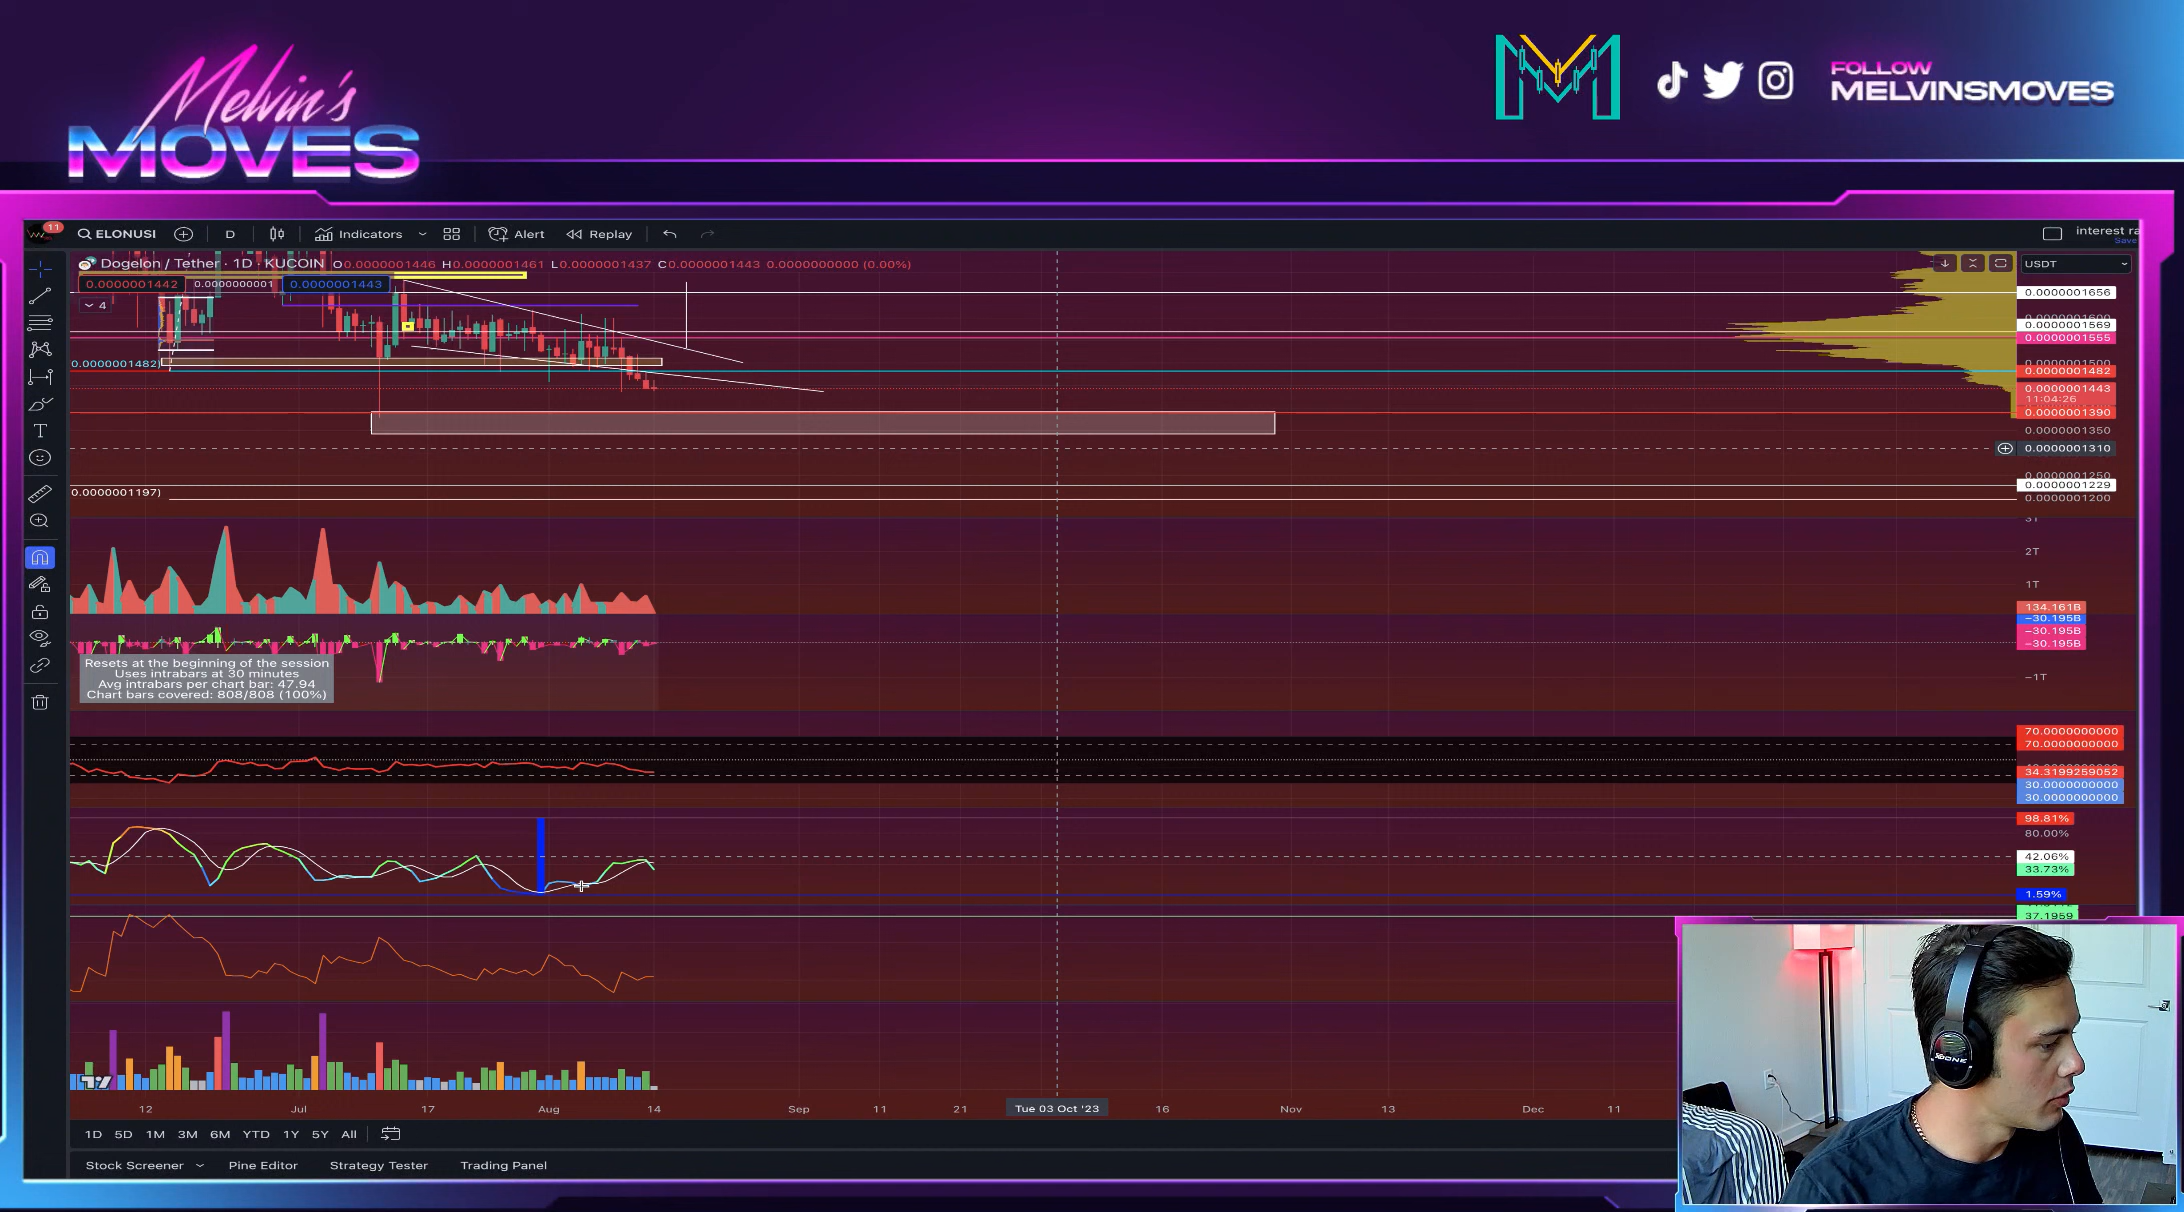 Melvin's
MOVES
FOLLOW
MELVINSMOVES
11
ELONUSI
D
Indicators
Alert
Replay
interest ra
Save
Dogelon / Tether · 1D · KUCOIN O0.0000001446 H0.0000001461 L0.0000001437 C0.0000001443 0.0000000000 (0.00%)
USDT
0.0000001442
0.000000001
0.0000001443
4
0.0000001656
0.0000001569
0.0000001555
0.0000001482)
0.0000001500
0.0000001482
0.0000001443
11:04:26
0.0000001390
0.0000001350
0.0000001310
0.0000001250
0.0000001229
0.0000001197)
0.0000001200
3T
2T
1T
134.161B
−30.195B
−30.195B
−30.195B
−1T
Resets at the beginning of the session
Uses intrabars at 30 minutes
Avg intrabars per chart bar: 47.94
Chart bars covered: 808/808 (100%)
70.0000000000
70.0000000000
34.3199259052
30.0000000000
30.0000000000
98.81%
80.00%
42.06%
33.73%
1.59%
37.1959
12
Jul
17
Aug
14
Sep
11
21
Tue 03 Oct '23
16
Nov
13
Dec
11
1D 5D 1M 3M 6M YTD 1Y 5Y All
Stock Screener
Pine Editor
Strategy Tester
Trading Panel